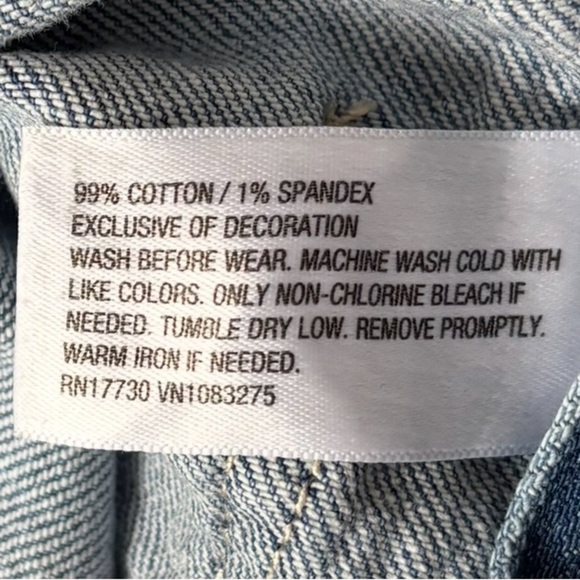 99% COTTON / 1% SPANDEX
EXCLUSIVE OF DECORATION
WASH BEFORE WEAR. MACHINE WASH COLD WITH
LIKE COLORS. ONLY NON-CHLORINE BLEACH IF
NEEDED. TUMBLE DRY LOW. REMOVE PROMPTLY.
WARM IRON IF NEEDED.
RN17730 VN1083275